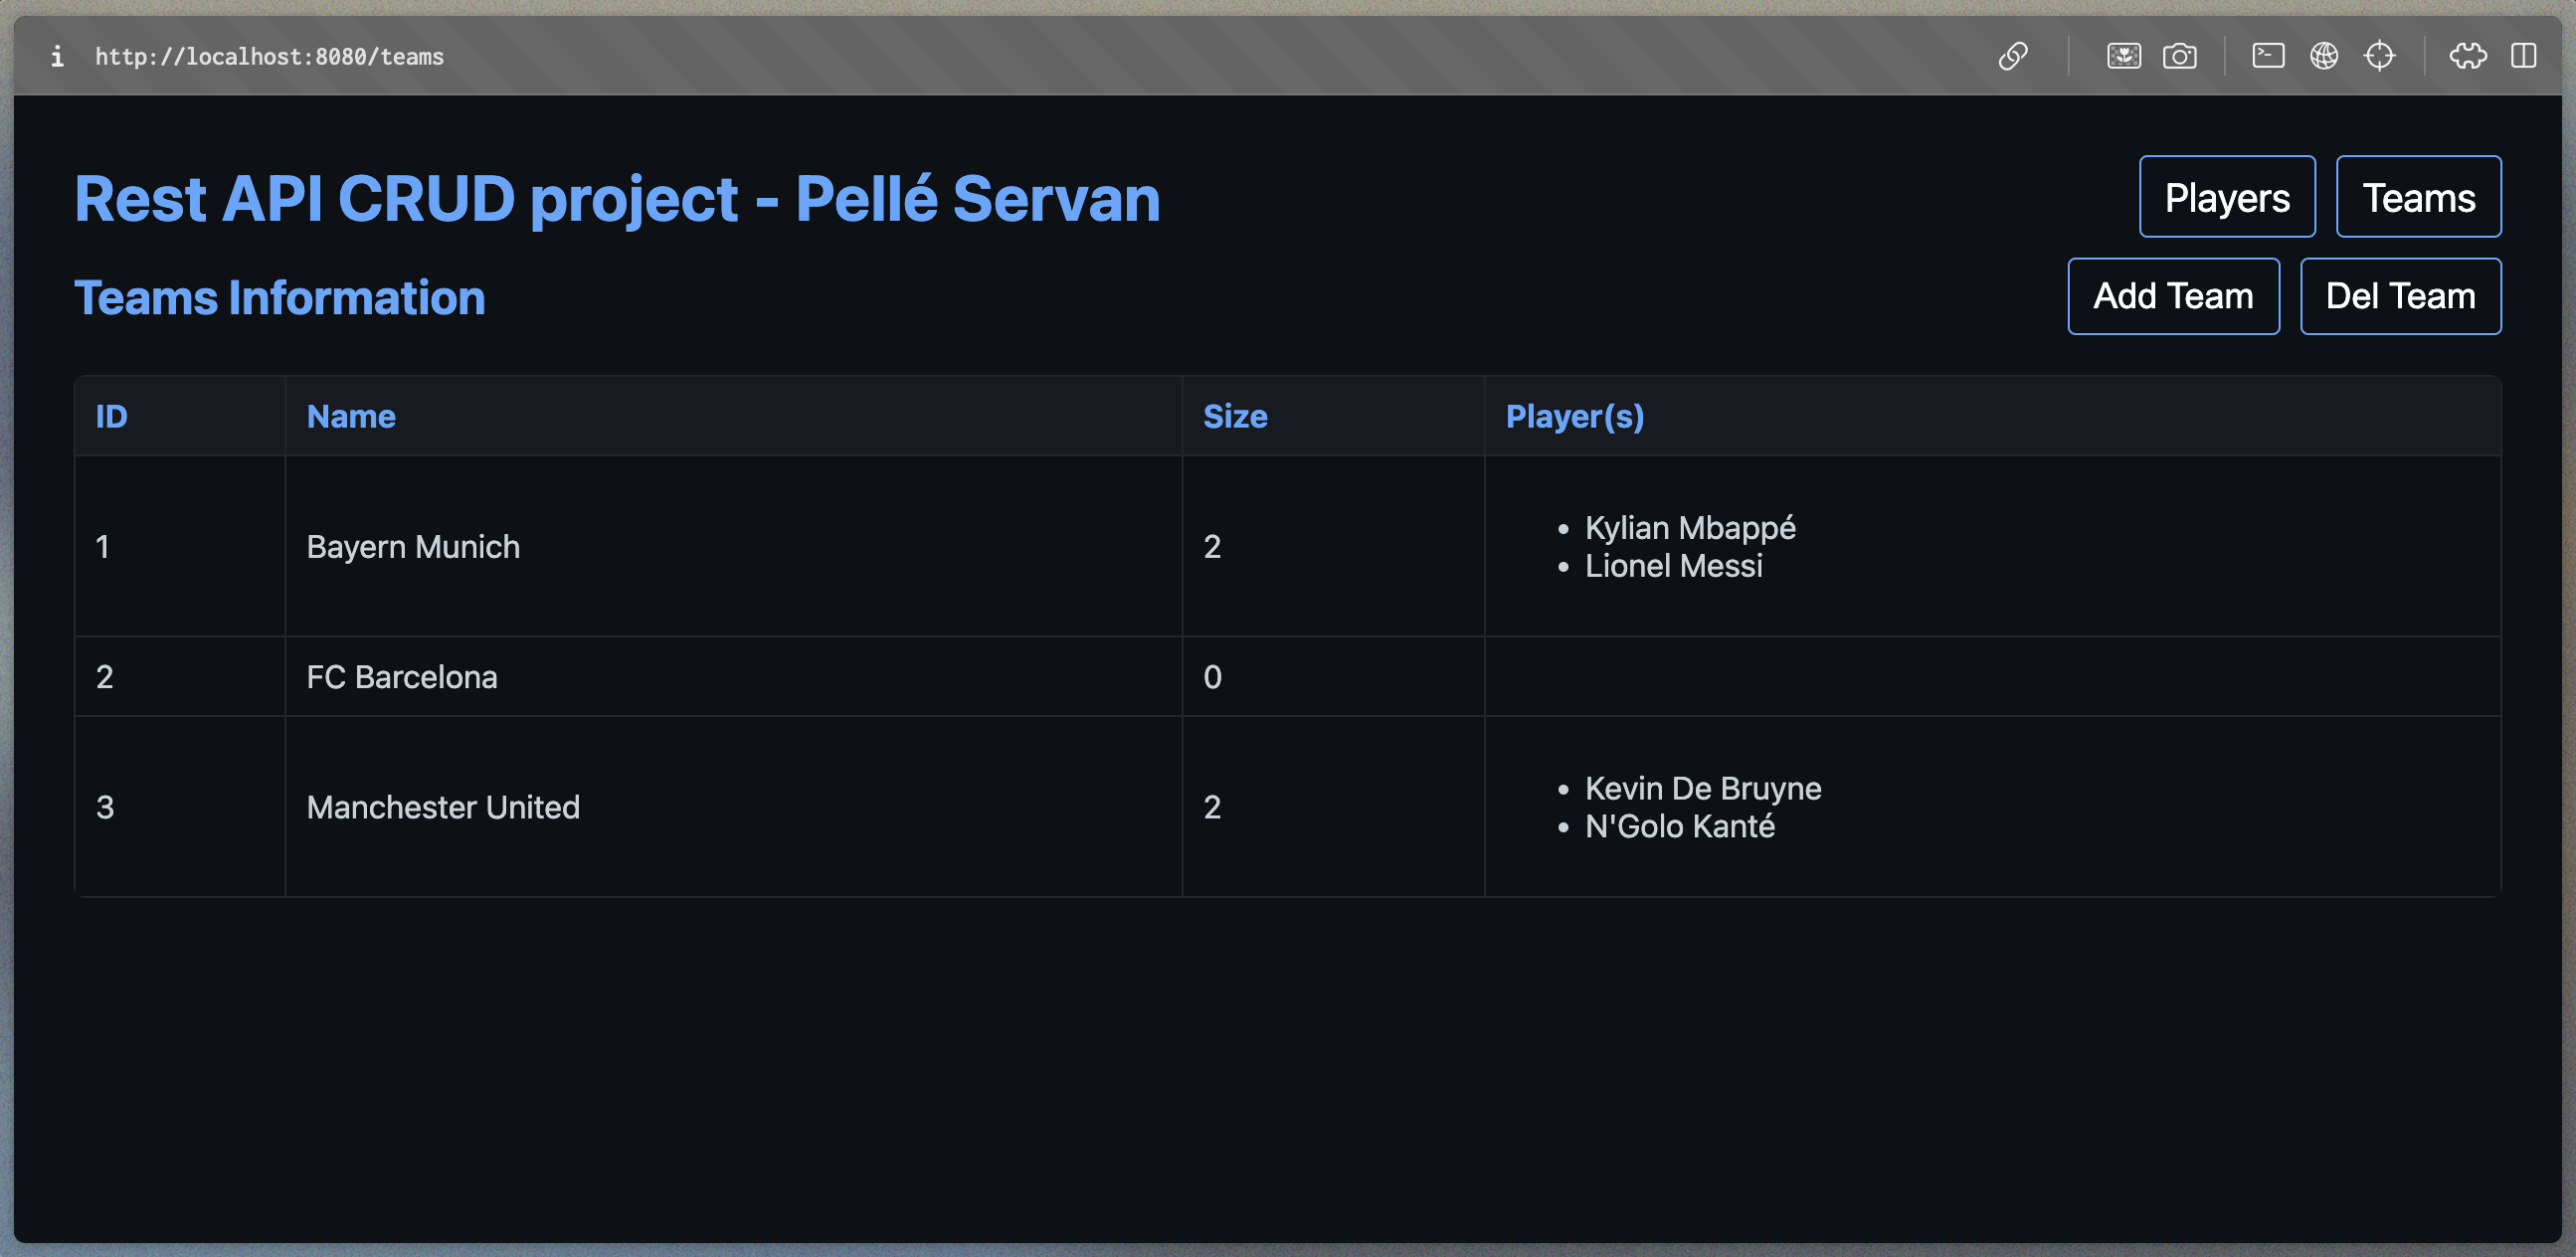 i http://localhost:8080/teams
Rest API CRUD project - Pellé Servan
Players Teams
Teams Information
Add Team Del Team
ID Name Size Player(s)
1 Bayern Munich 2
• Kylian Mbappé
• Lionel Messi
2 FC Barcelona 0
3 Manchester United 2
• Kevin De Bruyne
• N'Golo Kanté